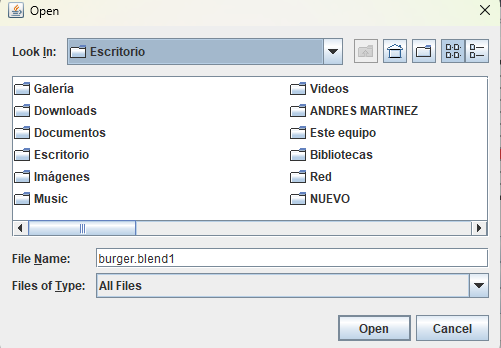 Open
Look In: Escritorio
Galería
Downloads
Documentos
Escritorio
Imágenes
Music
Videos
ANDRES MARTINEZ
Este equipo
Bibliotecas
Red
NUEVO
File Name: burger.blend1
Files of Type: All Files
Open Cancel